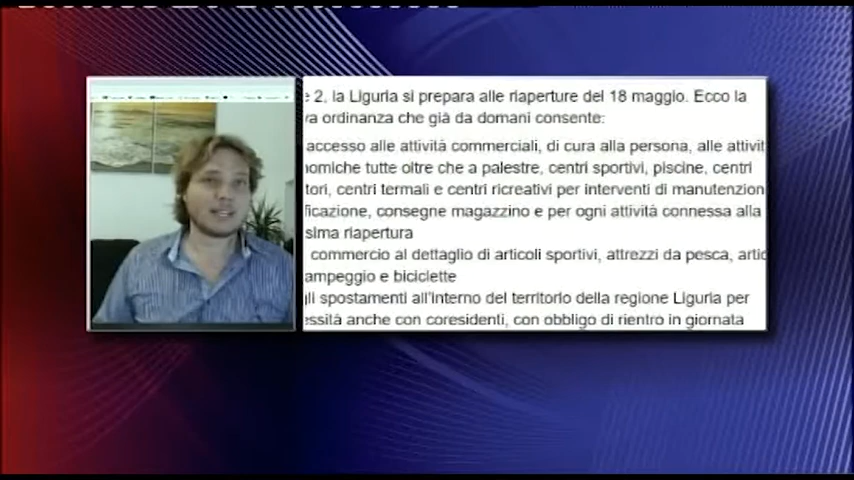 2, la Liguria si prepara alle riaperture del 18 maggio. Ecco la
va ordinanza che già da domani consente:
accesso alle attività commerciali, di cura alla persona, alle attivit
nomiche tutte oltre che a palestre, centri sportivi, piscine, centri
tori, centri termali e centri ricreativi per interventi di manutenzion
ificazione, consegne magazzino e per ogni attività connessa alla
ssima riapertura
commercio al dettaglio di articoli sportivi, attrezzi da pesca, artic
ampeggio e biciclette
gli spostamenti all'interno del territorio della regione Liguria per
essità anche con coresidenti, con obbligo di rientro in giornata